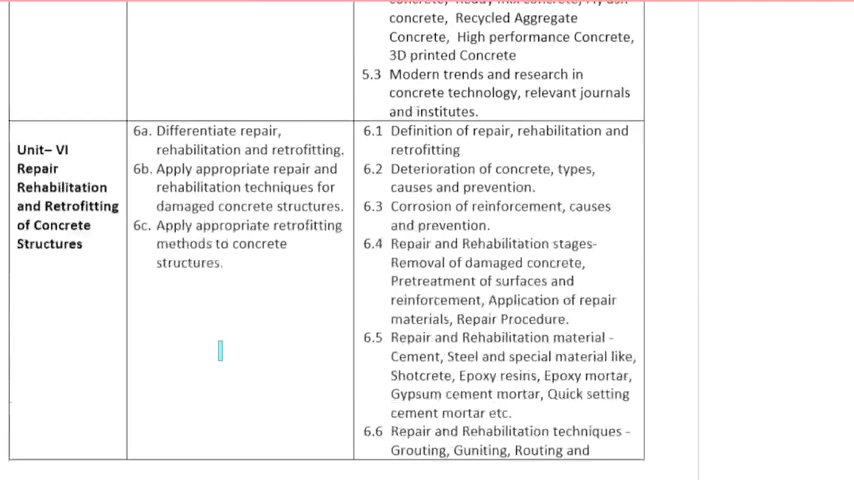 concrete, Recycled Aggregate
Concrete, High performance Concrete,
3D printed Concrete
5.3 Modern trends and research in
concrete technology, relevant journals
and institutes.
Unit– VI
Repair
Rehabilitation
and Retrofitting
of Concrete
Structures
6a. Differentiate repair,
rehabilitation and retrofitting.
6b. Apply appropriate repair and
rehabilitation techniques for
damaged concrete structures.
6c. Apply appropriate retrofitting
methods to concrete
structures.
6.1 Definition of repair, rehabilitation and
retrofitting
6.2 Deterioration of concrete, types,
causes and prevention.
6.3 Corrosion of reinforcement, causes
and prevention.
6.4 Repair and Rehabilitation stages-
Removal of damaged concrete,
Pretreatment of surfaces and
reinforcement, Application of repair
materials, Repair Procedure.
6.5 Repair and Rehabilitation material -
Cement, Steel and special material like,
Shotcrete, Epoxy resins, Epoxy mortar,
Gypsum cement mortar, Quick setting
cement mortar etc.
6.6 Repair and Rehabilitation techniques -
Grouting, Guniting, Routing and